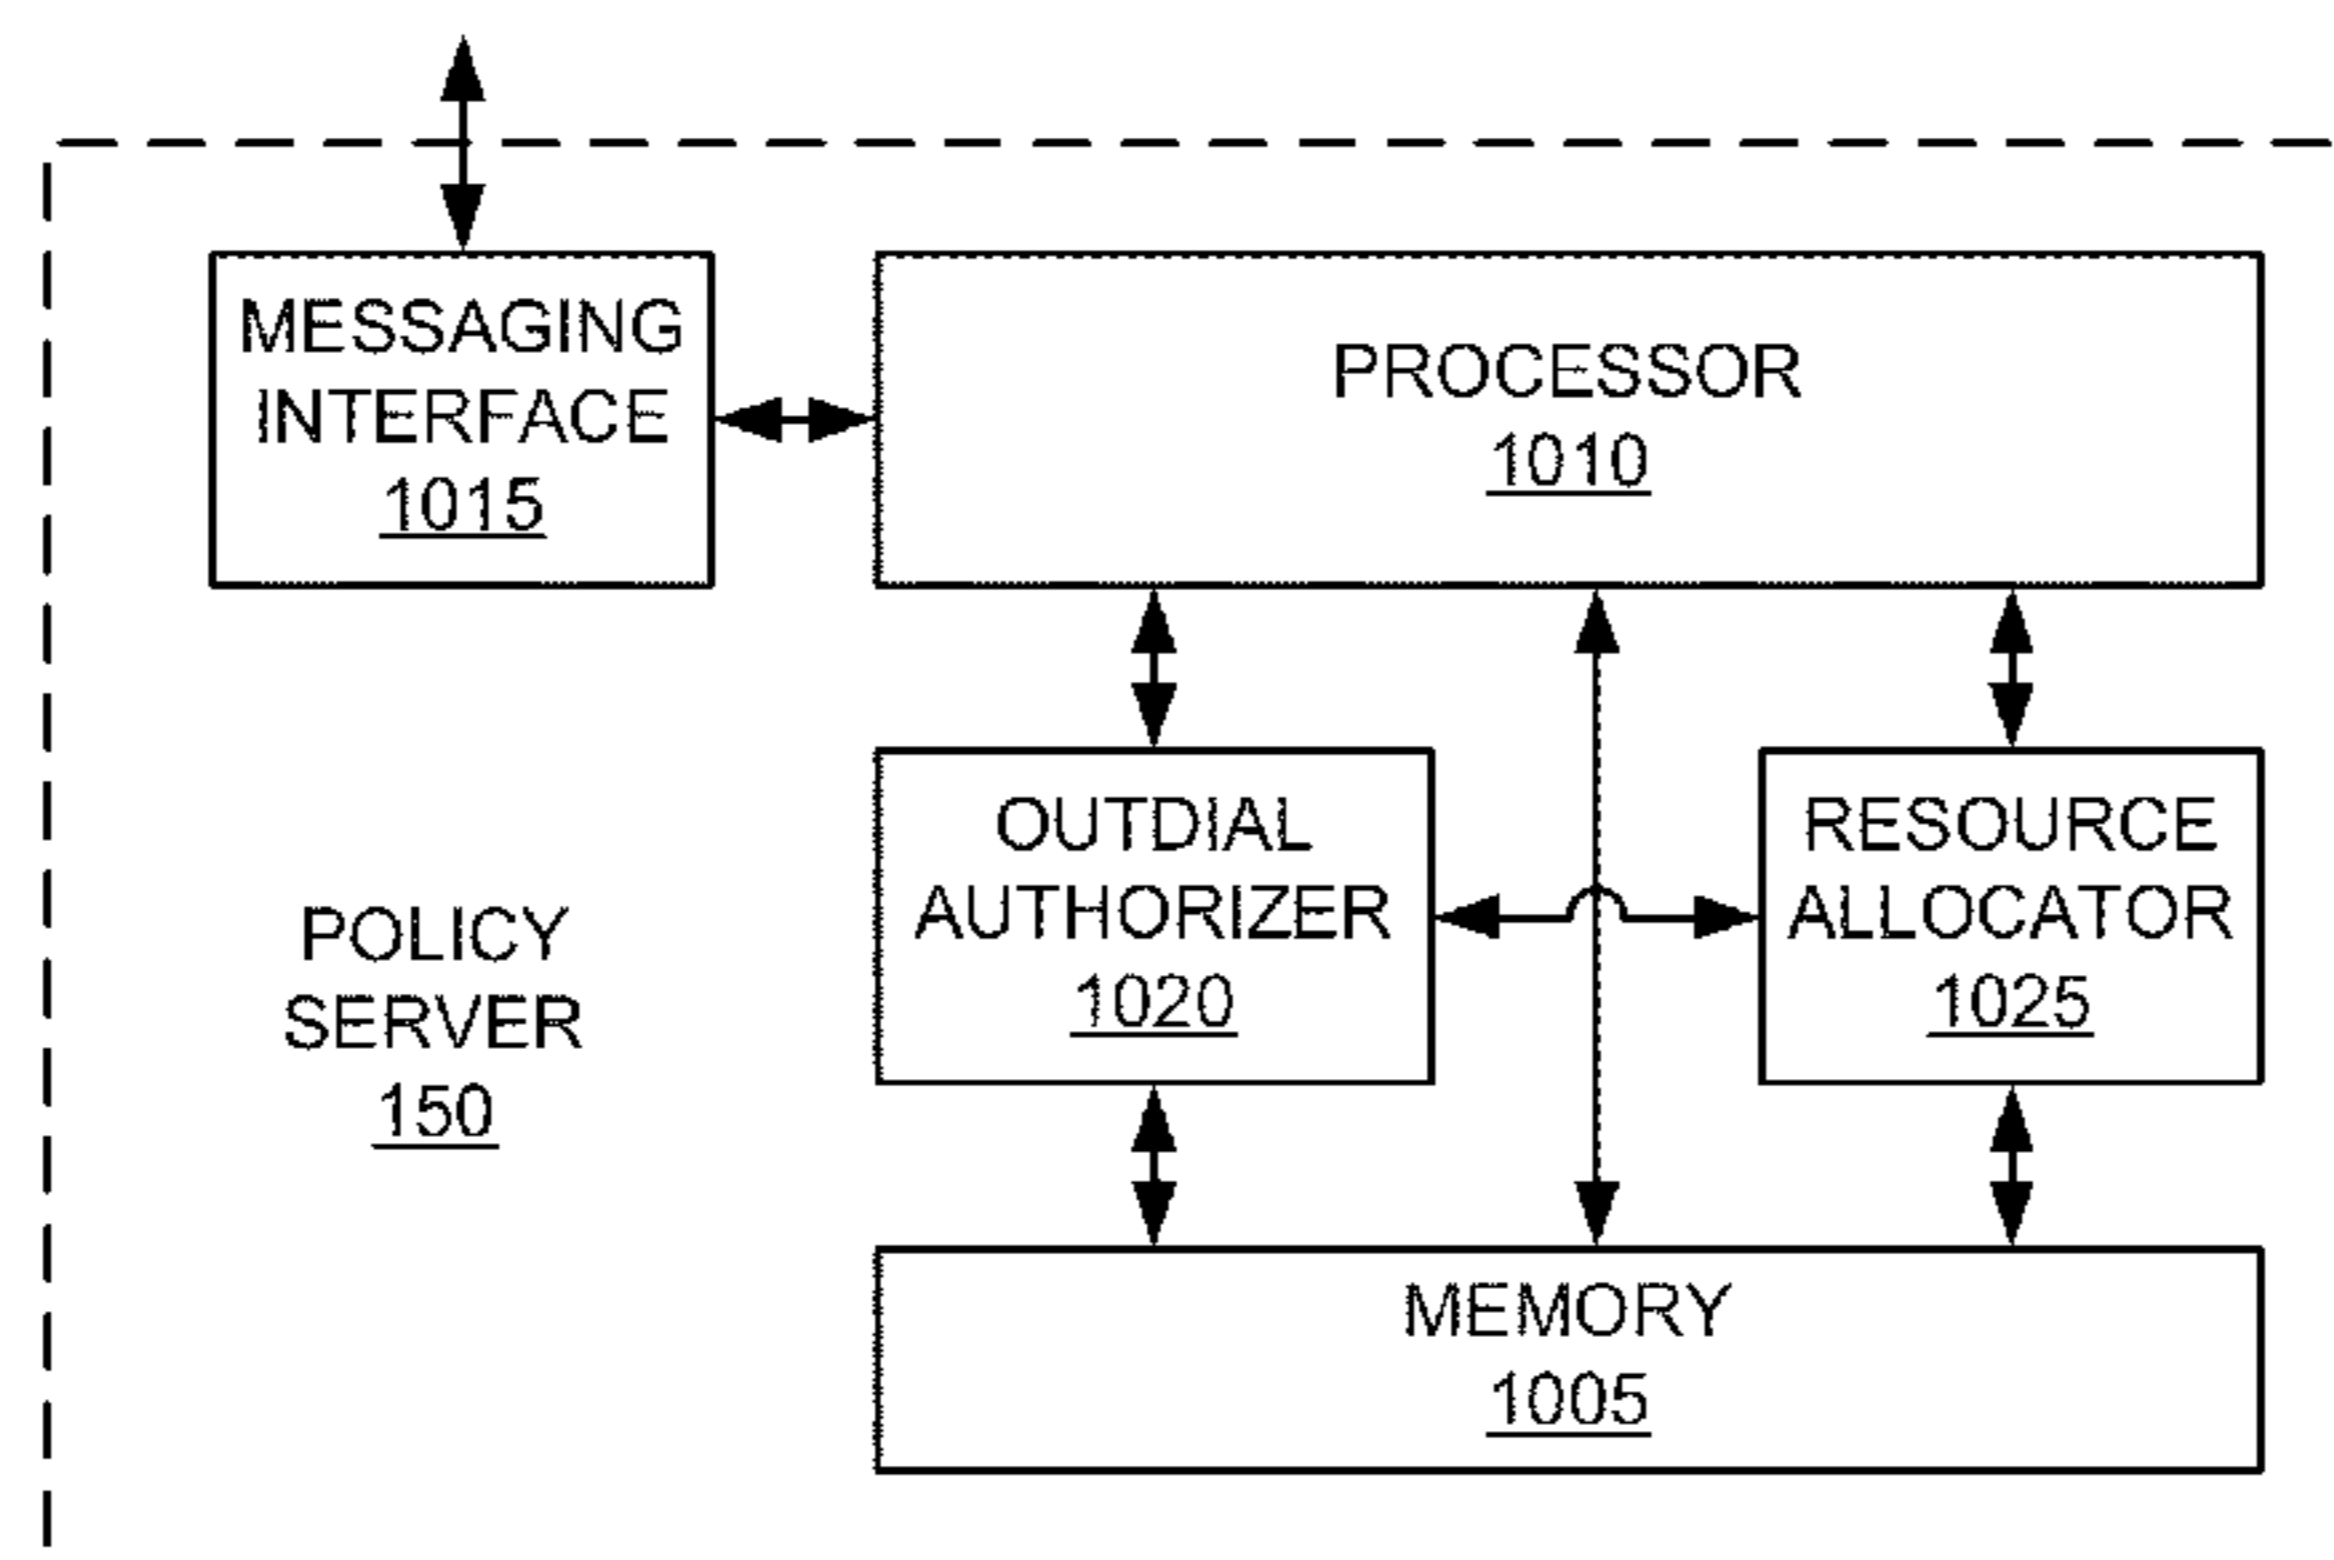 MESSAGING
INTERFACE
1015
PROCESSOR
1010
OUTDIAL
AUTHORIZER
1020
RESOURCE
ALLOCATOR
1025
POLICY
SERVER
150
MEMORY
1005